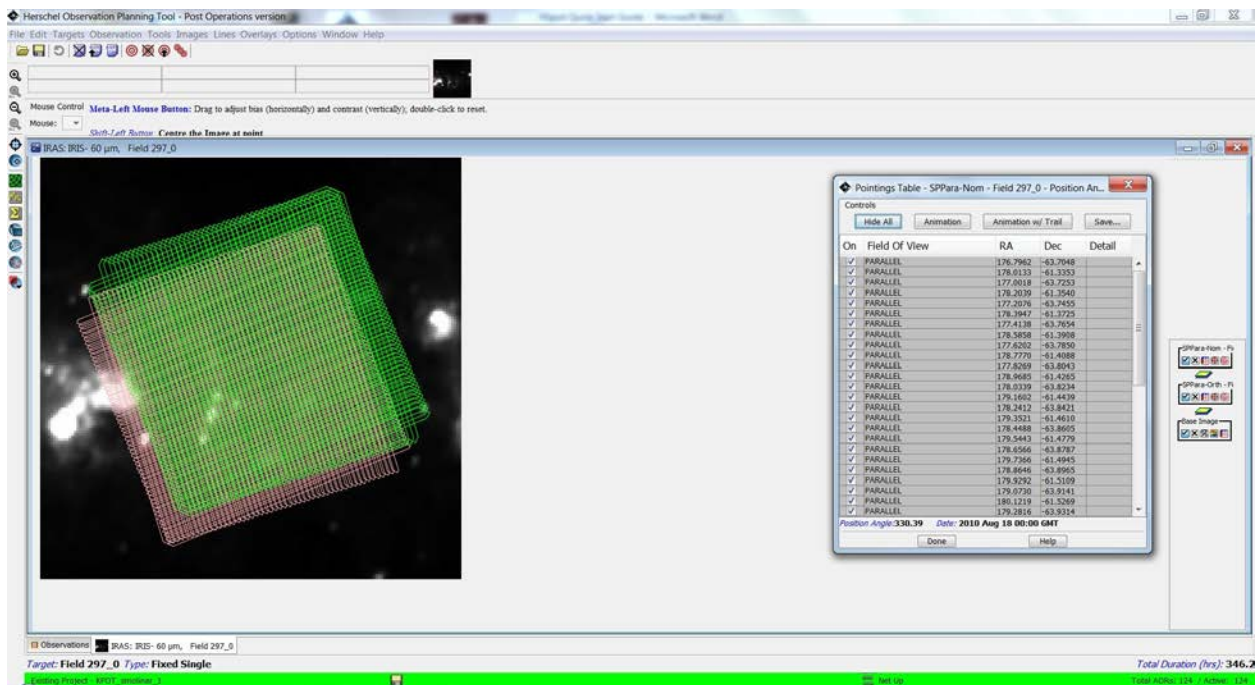 Herschel Observation Planning Tool - Post Operations version
File Edit Targets Observation Tools Images Lines Overlays Options Window Help
Mouse Control
Meta-Left Mouse Button: Drag to adjust bias (horizontally) and contrast (vertically); double-click to reset.
Mouse:
Shift-Left Button: Centre the Image at point
IRAS: IRIS- 60 µm, Field 297_0
Pointings Table - SPPara-Nom - Field 297_0 - Position An...
Controls
Hide All Animation Animation w/ Trail Save...
On Field Of View RA Dec Detail
PARALLEL 176.7962 -63.7048
PARALLEL 178.0133 -61.3353
PARALLEL 177.0018 -63.7253
PARALLEL 178.2039 -61.3540
PARALLEL 177.2076 -63.7455
PARALLEL 178.3947 -61.3725
PARALLEL 177.4138 -63.7654
PARALLEL 178.5858 -61.3908
PARALLEL 177.6202 -63.7850
PARALLEL 178.7770 -61.4088
PARALLEL 177.8269 -63.8043
PARALLEL 178.9685 -61.4265
PARALLEL 178.0339 -63.8234
PARALLEL 179.1602 -61.4439
PARALLEL 178.2412 -63.8421
PARALLEL 179.3521 -61.4610
PARALLEL 178.4488 -63.8605
PARALLEL 179.5443 -61.4779
PARALLEL 178.6566 -63.8787
PARALLEL 179.7366 -61.4945
PARALLEL 178.8646 -63.8965
PARALLEL 179.9292 -61.5109
PARALLEL 179.0730 -63.9141
PARALLEL 180.1219 -61.5269
PARALLEL 179.2816 -63.9314
Position Angle:330.39 Date: 2010 Aug 18 00:00 GMT
Done Help
SPPara-Nom - Fi
SPPara-Orth - Fi
Base Image
Observations IRAS: IRIS- 60 µm, Field 297_0
Target: Field 297_0 Type: Fixed Single
Total Duration (hrs): 346.2
Existing Project - KPOT_smolinar_1
Net Up
Total AORs: 124 / Active: 124